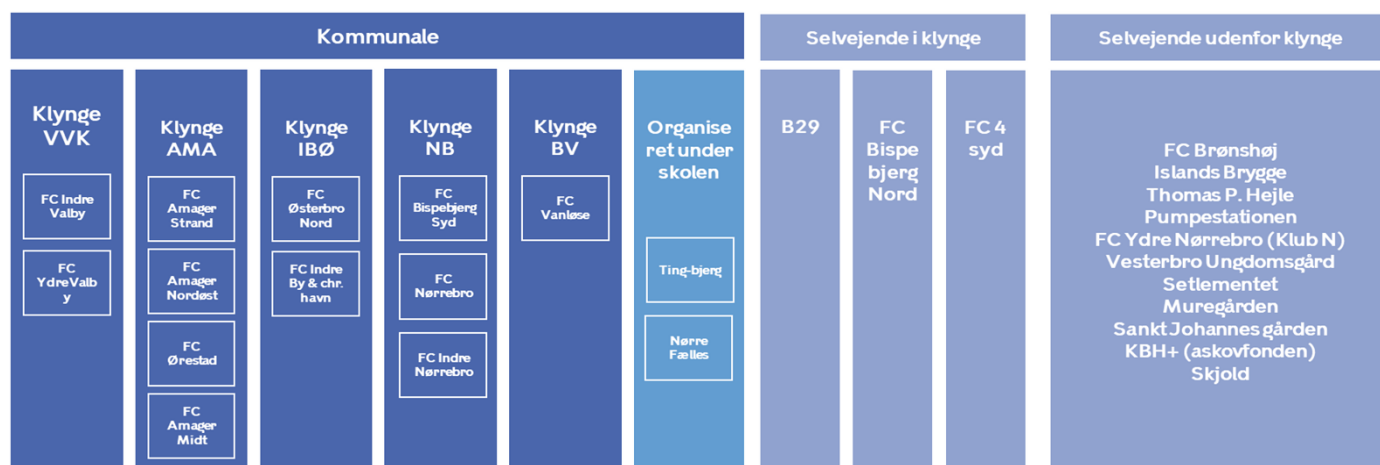 Kommunale
Selvejende i klynge
Selvejende udenfor klynge
Klynge
VVK
FC Indre
Valby
FC
YdreValb
y
Klynge
AMA
FC
Amager
Strand
FC
Amager
Nordøst
FC
Ørestad
FC
Amager
Midt
Klynge
IBØ
FC
Østerbro
Nord
FC Indre
By & chr.
havn
Klynge
NB
FC
Bispebjerg
Syd
FC
Nørrebro
FC Indre
Nørrebro
Klynge
BV
FC
Vanløse
Organise
ret under
skolen
Ting-bjerg
Nørre
Fælles
B29
FC
Bispe
bjerg
Nord
FC 4
syd
FC Brønshøj
Islands Brygge
Thomas P. Hejle
Pumpestationen
FC Ydre Nørrebro (Klub N)
Vesterbro Ungdomsgård
Setlementet
Muregården
Sankt Johannes gården
KBH+ (askovfonden)
Skjold